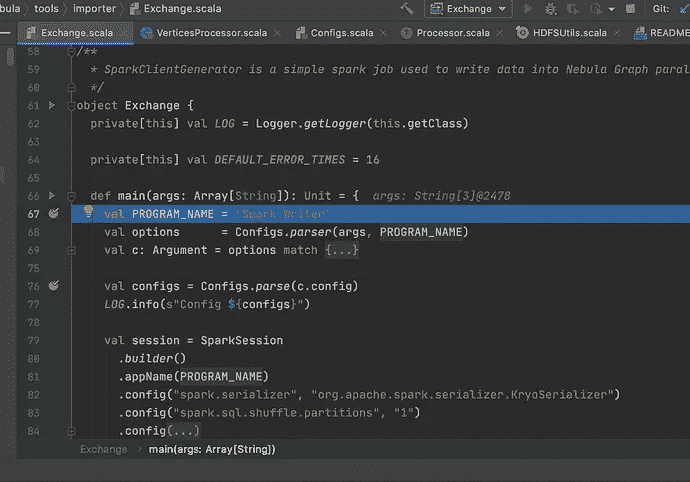 bula › tools › importer › Exchange.scala Exchange Git:
Exchange.scala VerticesProcessor.scala Configs.scala Processor.scala HDFSUtils.scala README
58 /**
59 * SparkClientGenerator is a simple spark job used to write data into Nebula Graph paral
60 */
61 object Exchange {
62 private[this] val LOG = Logger.getLogger(this.getClass)
63
64 private[this] val DEFAULT_ERROR_TIMES = 16
65
66 def main(args: Array[String]): Unit = { args: String[3]@2478
67 val PROGRAM_NAME = "Spark Writer"
68 val options = Configs.parser(args, PROGRAM_NAME)
69 val c: Argument = options match {...}
75
76 val configs = Configs.parse(c.config)
77 LOG.info(s"Config ${configs}")
78
79 val session = SparkSession
80 .builder()
81 .appName(PROGRAM_NAME)
82 .config("spark.serializer", "org.apache.spark.serializer.KryoSerializer")
83 .config("spark.sql.shuffle.partitions", "1")
84 .config(...)
Exchange › main(args: Array[String])